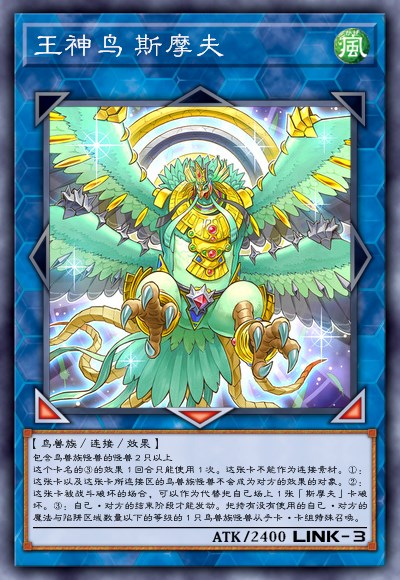 王神鸟 斯摩夫
風
【鸟兽族/连接/效果】
包含鸟兽族怪兽的怪兽2只以上
这个卡名的③的效果1回合只能使用1次。这张卡不能作为连接素材。①：
这张卡以及这张卡所连接区的鸟兽族怪兽不会成为对方的效果的对象。②：
这张卡被战斗破坏的场合，可以作为代替把自己场上1张「斯摩夫」卡破
坏。③：自己·对方的结束阶段才能发动。把持有没有使用的自己·对方的
魔法与陷阱区域数量以下的等级的1只鸟兽族怪兽从手卡·卡组特殊召唤。
ATK/2400 LINK-3